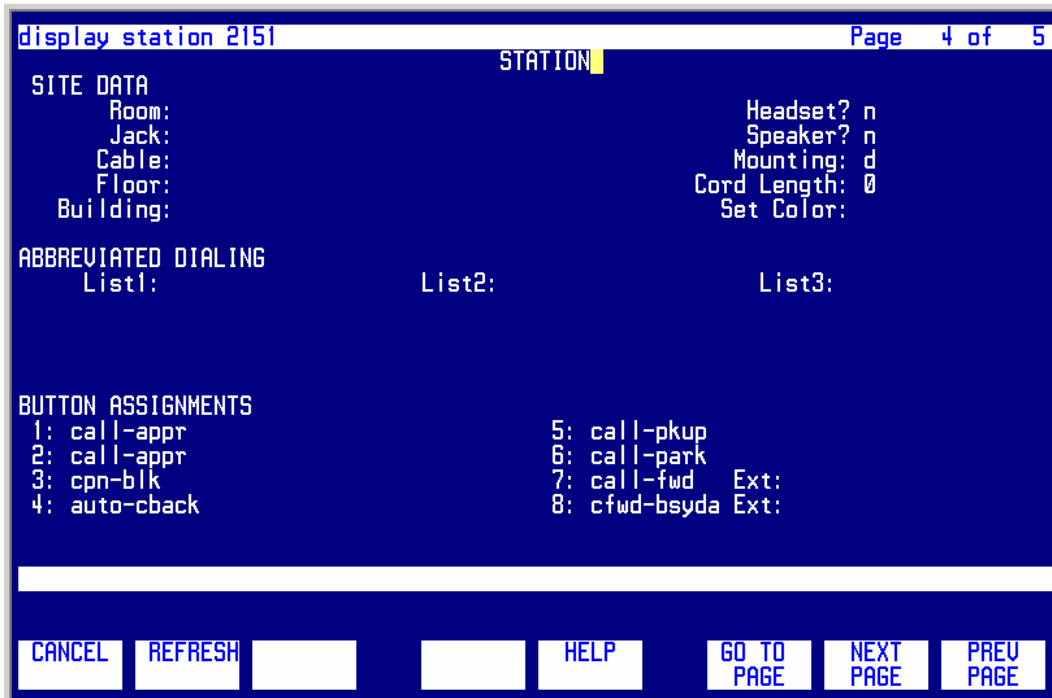 display station 2151 Page 4 of 5
STATION
SITE DATA
Room: Headset? n
Jack: Speaker? n
Cable: Mounting: d
Floor: Cord Length: 0
Building: Set Color:
ABBREVIATED DIALING
List1: List2: List3:
BUTTON ASSIGNMENTS
1: call-appr 5: call-pkup
2: call-appr 6: call-park
3: cpn-blk 7: call-fwd Ext:
4: auto-cback 8: cfwd-bsyda Ext:
CANCEL REFRESH HELP GO TO PAGE NEXT PAGE PREV PAGE